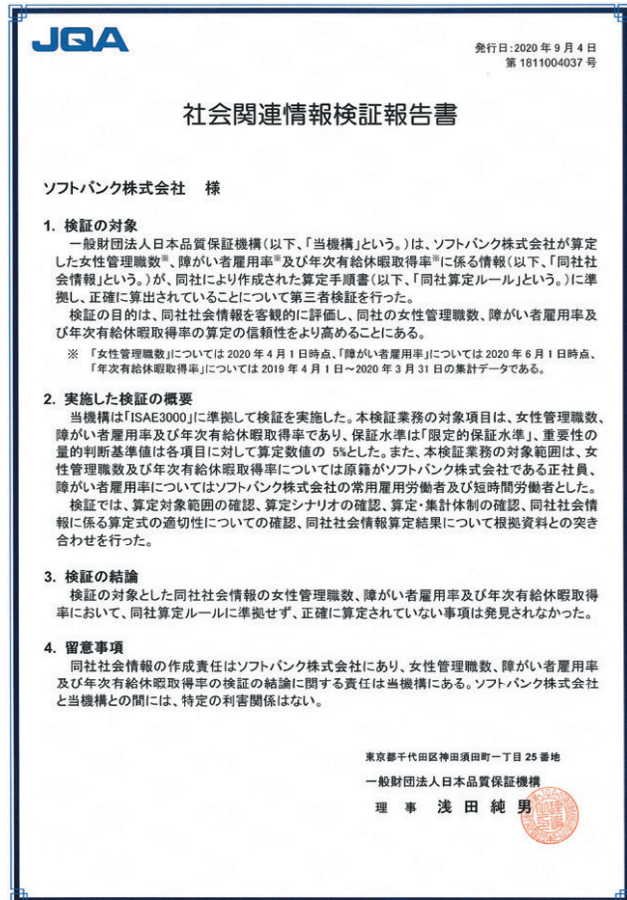 JQA
発行日:2020 年 9 月 4 日
第 1811004037 号
社会関連情報検証報告書
ソフトバンク株式会社 様
1. 検証の対象
一般財団法人日本品質保証機構(以下、「当機構」という。)は、ソフトバンク株式会社が算定
した女性管理職数※、障がい者雇用率※及び年次有給休暇取得率※に係る情報(以下、「同社社
会情報」という。)が、同社により作成された算定手順書(以下、「同社算定ルール」という。)に準
拠し、正確に算出されていることについて第三者検証を行った。
検証の目的は、同社社会情報を客観的に評価し、同社の女性管理職数、障がい者雇用率及
び年次有給休暇取得率の算定の信頼性をより高めることにある。
※ 「女性管理職数」については 2020 年 4 月 1 日時点、「障がい者雇用率」については 2020 年 6 月 1 日時点、
「年次有給休暇取得率」については 2019 年 4 月 1 日~2020 年 3 月 31 日の集計データである。
2. 実施した検証の概要
当機構は「ISAE3000」に準拠して検証を実施した。本検証業務の対象項目は、女性管理職数、
障がい者雇用率及び年次有給休暇取得率であり、保証水準は「限定的保証水準」、重要性の
量的判断基準値は各項目に対して算定数値の 5%とした。また、本検証業務の対象範囲は、女
性管理職数及び年次有給休暇取得率については原籍がソフトバンク株式会社である正社員、
障がい者雇用率についてはソフトバンク株式会社の常用雇用労働者及び短時間労働者とした。
検証では、算定対象範囲の確認、算定シナリオの確認、算定・集計体制の確認、同社社会情
報に係る算定式の適切性についての確認、同社社会情報算定結果について根拠資料との突き
合わせを行った。
3. 検証の結論
検証の対象とした同社社会情報の女性管理職数、障がい者雇用率及び年次有給休暇取得
率において、同社算定ルールに準拠せず、正確に算定されていない事項は発見されなかった。
4. 留意事項
同社社会情報の作成責任はソフトバンク株式会社にあり、女性管理職数、障がい者雇用率
及び年次有給休暇取得率の検証の結論に関する責任は当機構にある。ソフトバンク株式会社
と当機構との間には、特定の利害関係はない。
東京都千代田区神田須田町一丁目 25 番地
一般財団法人日本品質保証機構
理 事 浅 田 純 男